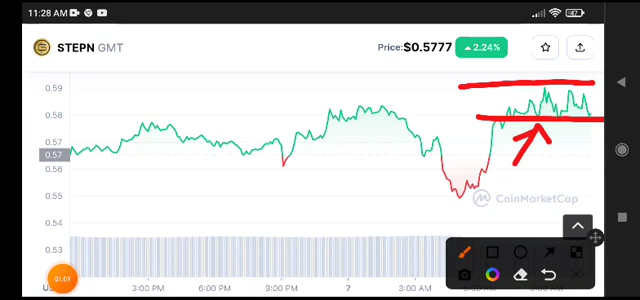 11:28 AM
47
STEPN GMT
Price: $0.5777 2.24%
0.59
0.58
0.57
0.56
0.55
0.54
0.53
CoinMarketCap
01:01
3:00 PM 6:00 PM 9:00 PM 7 3:00 AM